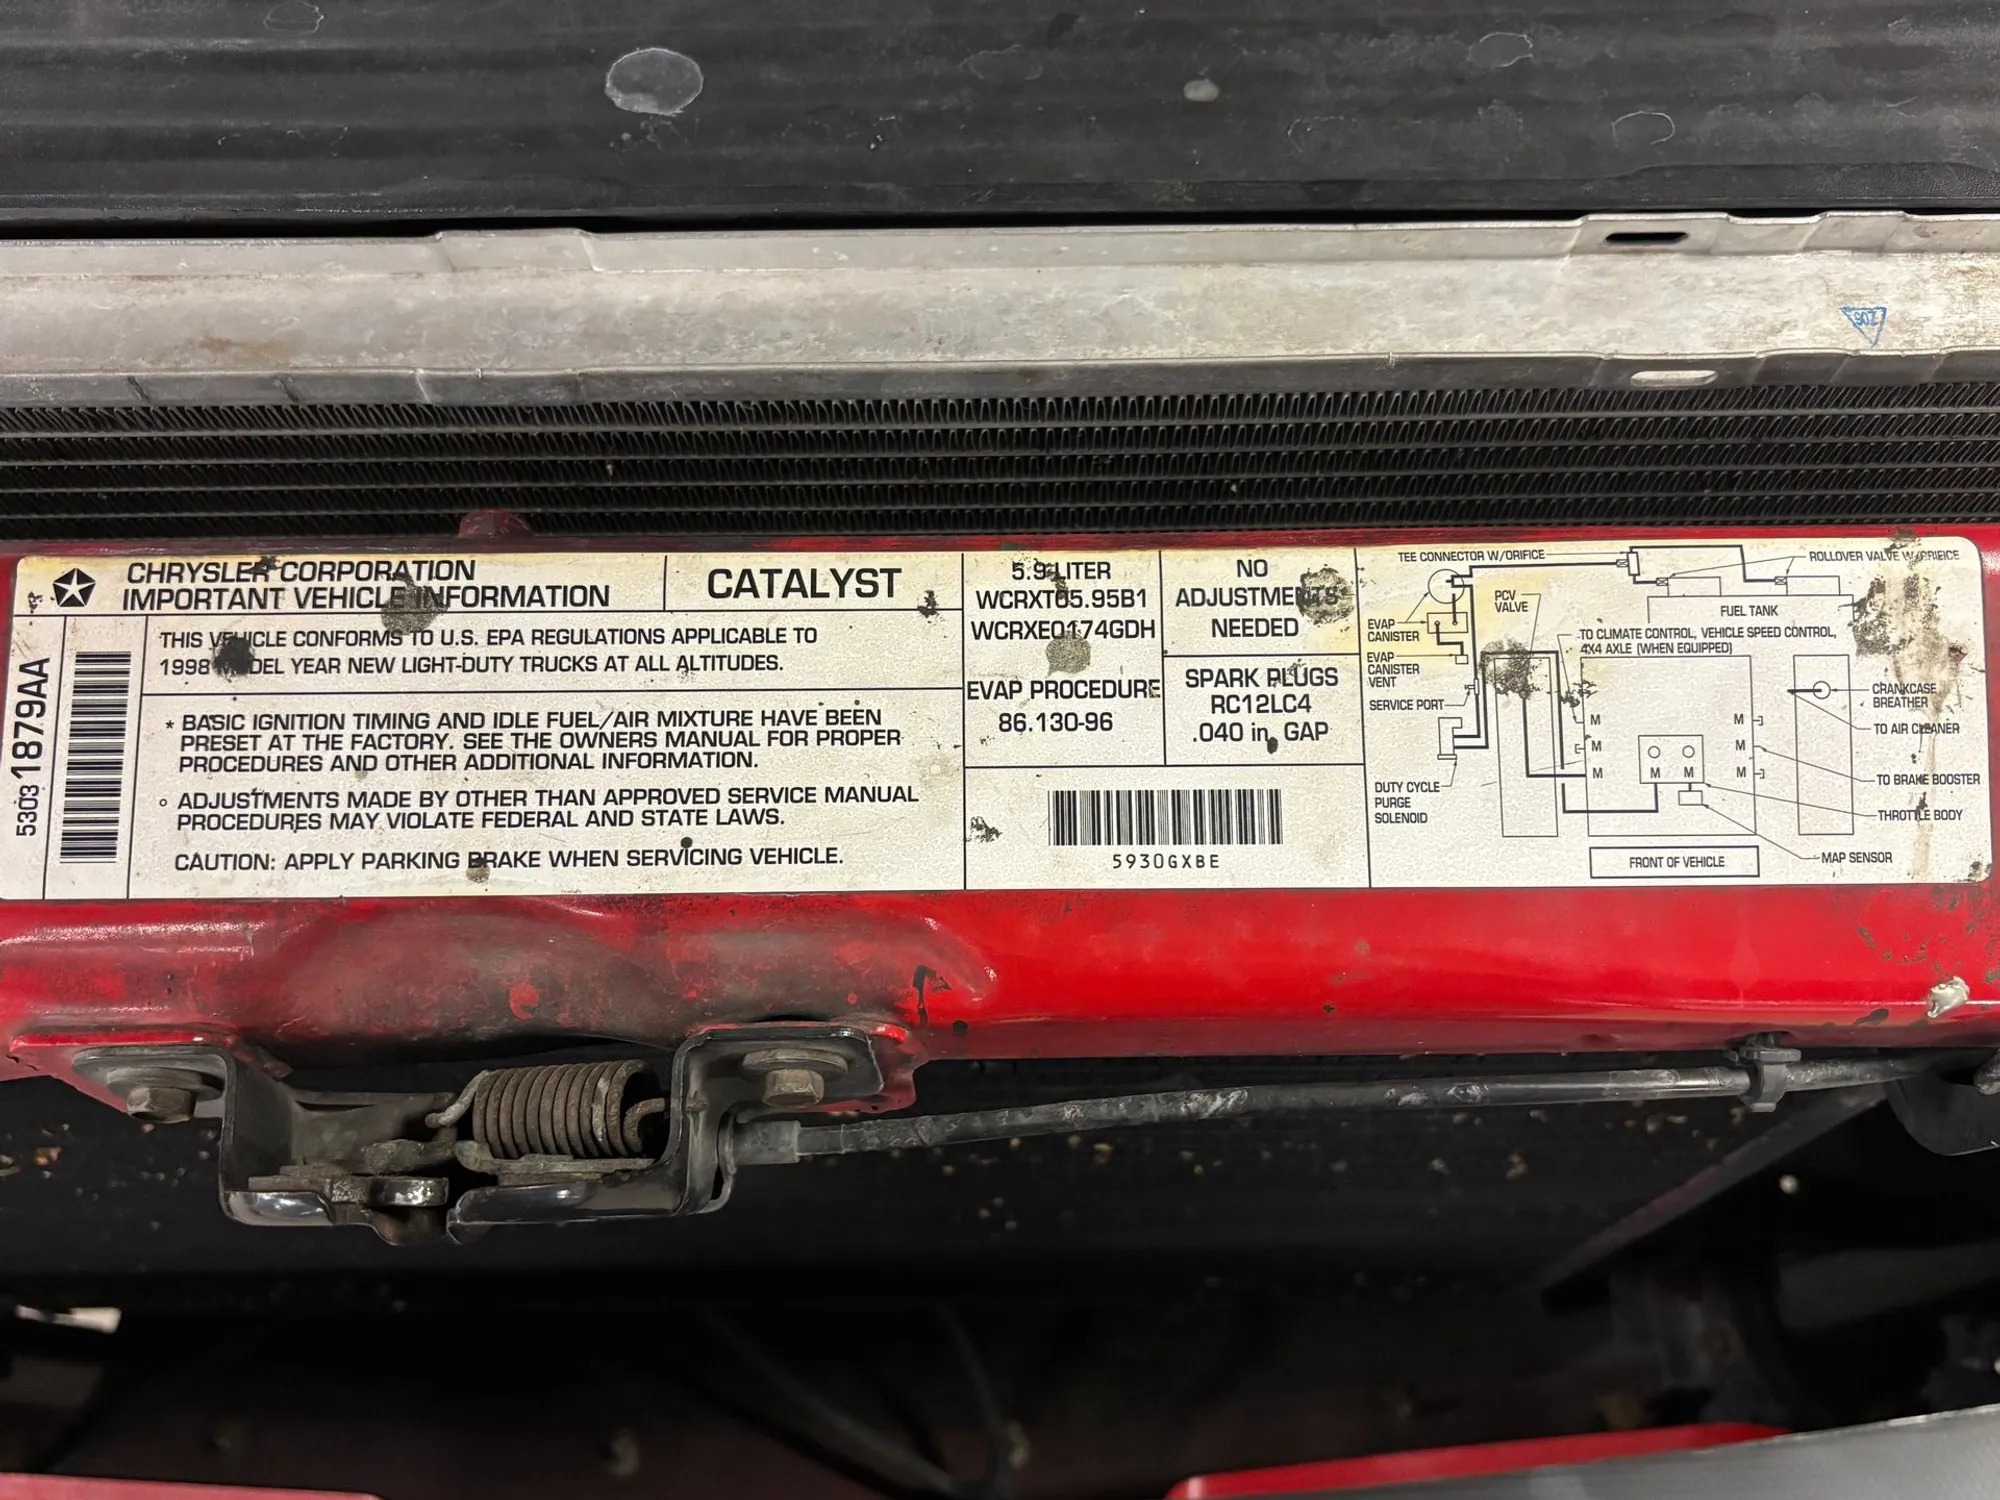 53031879AA
CHRYSLER CORPORATION
IMPORTANT VEHICLE INFORMATION
CATALYST
THIS VEHICLE CONFORMS TO U.S. EPA REGULATIONS APPLICABLE TO
1998 MODEL YEAR NEW LIGHT-DUTY TRUCKS AT ALL ALTITUDES.
* BASIC IGNITION TIMING AND IDLE FUEL/AIR MIXTURE HAVE BEEN
PRESET AT THE FACTORY. SEE THE OWNERS MANUAL FOR PROPER
PROCEDURES AND OTHER ADDITIONAL INFORMATION.
° ADJUSTMENTS MADE BY OTHER THAN APPROVED SERVICE MANUAL
PROCEDURES MAY VIOLATE FEDERAL AND STATE LAWS.
CAUTION: APPLY PARKING BRAKE WHEN SERVICING VEHICLE.
5.9 LITER
WCRXT05.95B1
WCRXE0174GDH
EVAP PROCEDURE
86.130-96
NO
ADJUSTMENTS
NEEDED
SPARK PLUGS
RC12LC4
.040 in. GAP
5930GXBE
TEE CONNECTOR W/ORIFICE
ROLLOVER VALVE W/ORIFICE
PCV
VALVE
FUEL TANK
EVAP
CANISTER
TO CLIMATE CONTROL, VEHICLE SPEED CONTROL,
4X4 AXLE (WHEN EQUIPPED)
EVAP
CANISTER
VENT
SERVICE PORT
CRANKCASE
BREATHER
M M
TO AIR CLEANER
M M
M M M M
TO BRAKE BOOSTER
DUTY CYCLE
PURGE
SOLENOID
THROTTLE BODY
MAP SENSOR
FRONT OF VEHICLE